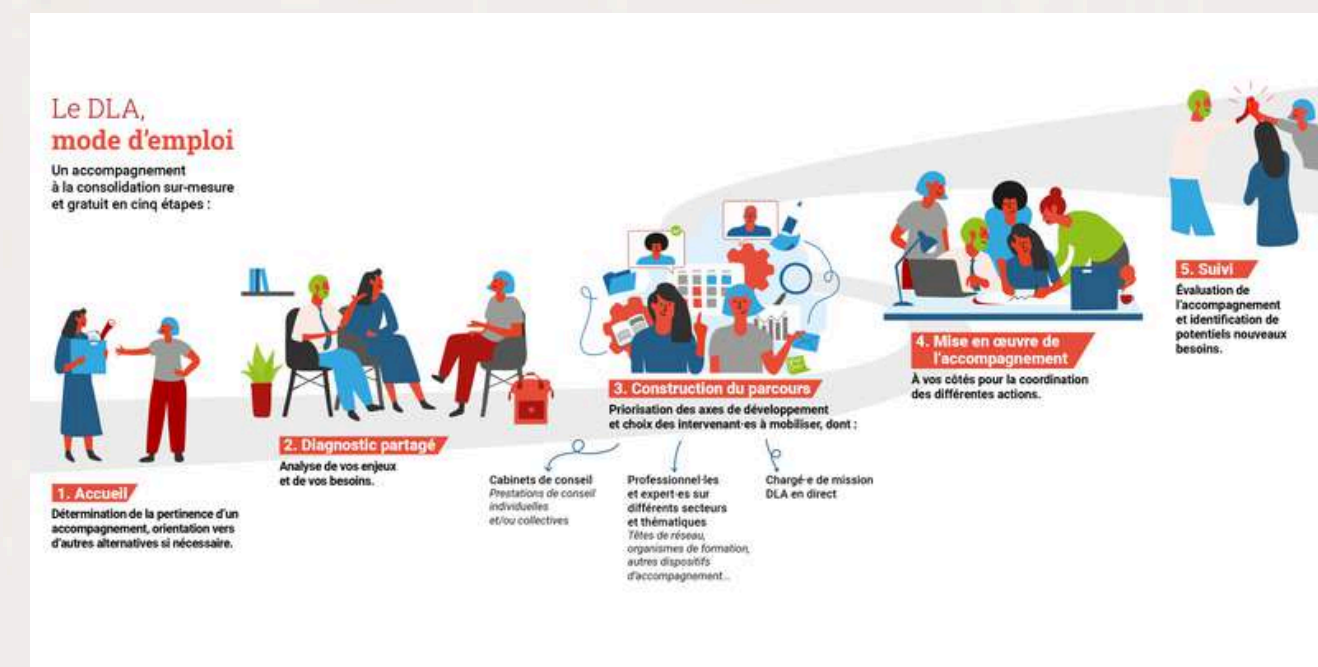 Le DLA,
mode d'emploi
Un accompagnement
à la consolidation sur-mesure
et gratuit en cinq étapes :
1. Accueil
Détermination de la pertinence d'un
accompagnement, orientation vers
d'autres alternatives si nécessaire.
2. Diagnostic partagé
Analyse de vos enjeux
et de vos besoins.
3. Construction du parcours
Priorisation des axes de développement
et choix des intervenant·es à mobiliser, dont :
Cabinets de conseil
Prestations de conseil
individuelles
et/ou collectives
Professionnel·les
et expert·es sur
différents secteurs
et thématiques
Têtes de réseau,
organismes de formation,
autres dispositifs
d'accompagnement...
Chargé·e de mission
DLA en direct
4. Mise en œuvre de
l'accompagnement
À vos côtés pour la coordination
des différentes actions.
5. Suivi
Évaluation de
l'accompagnement
et identification de
potentiels nouveaux
besoins.